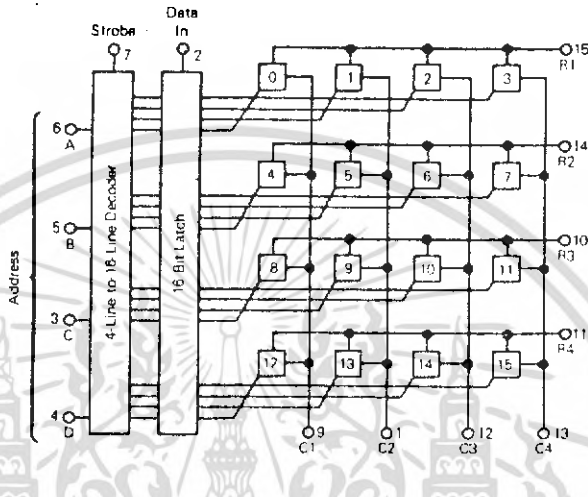 Data
Strobe In
7 2
15
R1
0 1 2 3
6
A
14
R2
4 5 6 7
5
B
10
R3
8 9 10 11
3
C
11
R4
12 13 14 15
4
D
9 1 12 13
C1 C2 C3 C4
Address
4-Line to 16-Line Decoder
16 Bit Latch